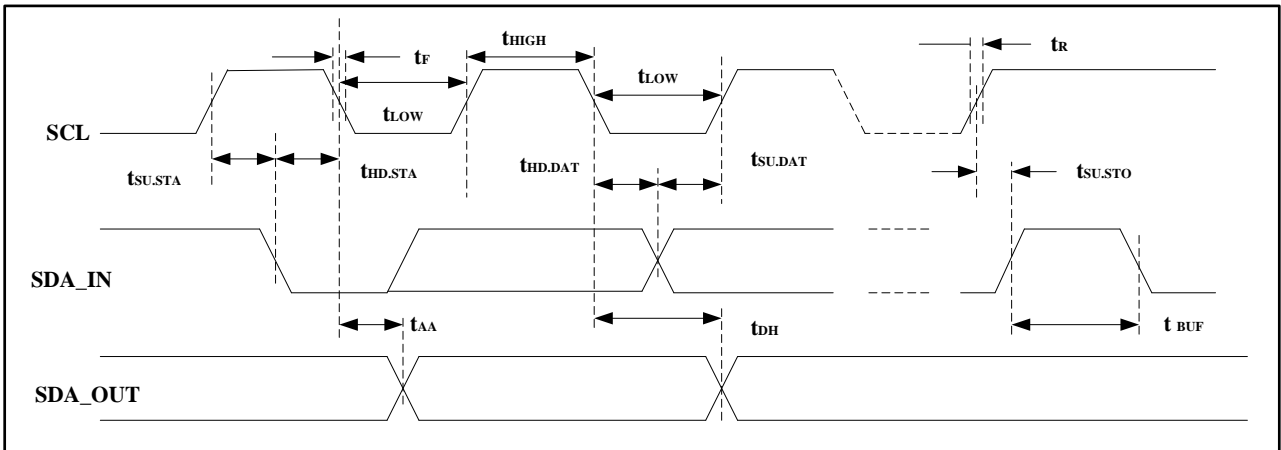 tF
tHIGH
tR
tLOW
tLOW
SCL
tSU.STA
tHD.STA
tHD.DAT
tSU.DAT
tSU.STO
SDA_IN
tAA
tDH
t BUF
SDA_OUT